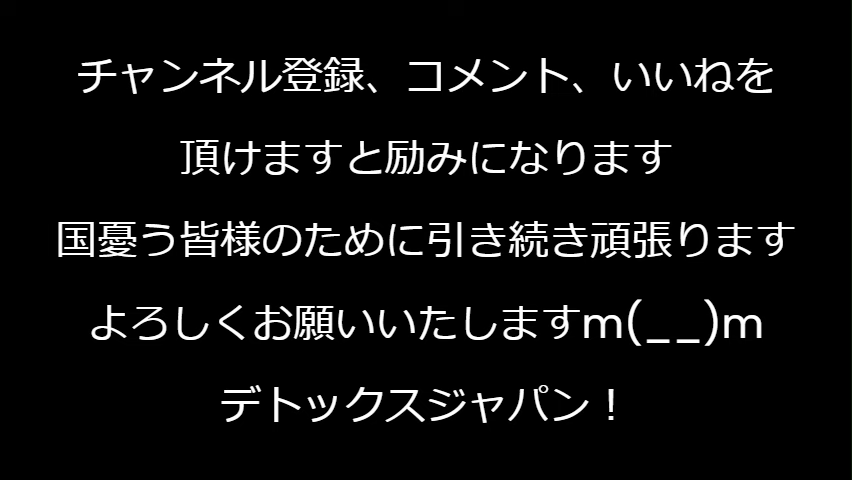 チャンネル登録、コメント、いいねを
頂けますと励みになります
国憂う皆様のために引き続き頑張ります
よろしくお願いいたしますm(__)m
デトックスジャパン！